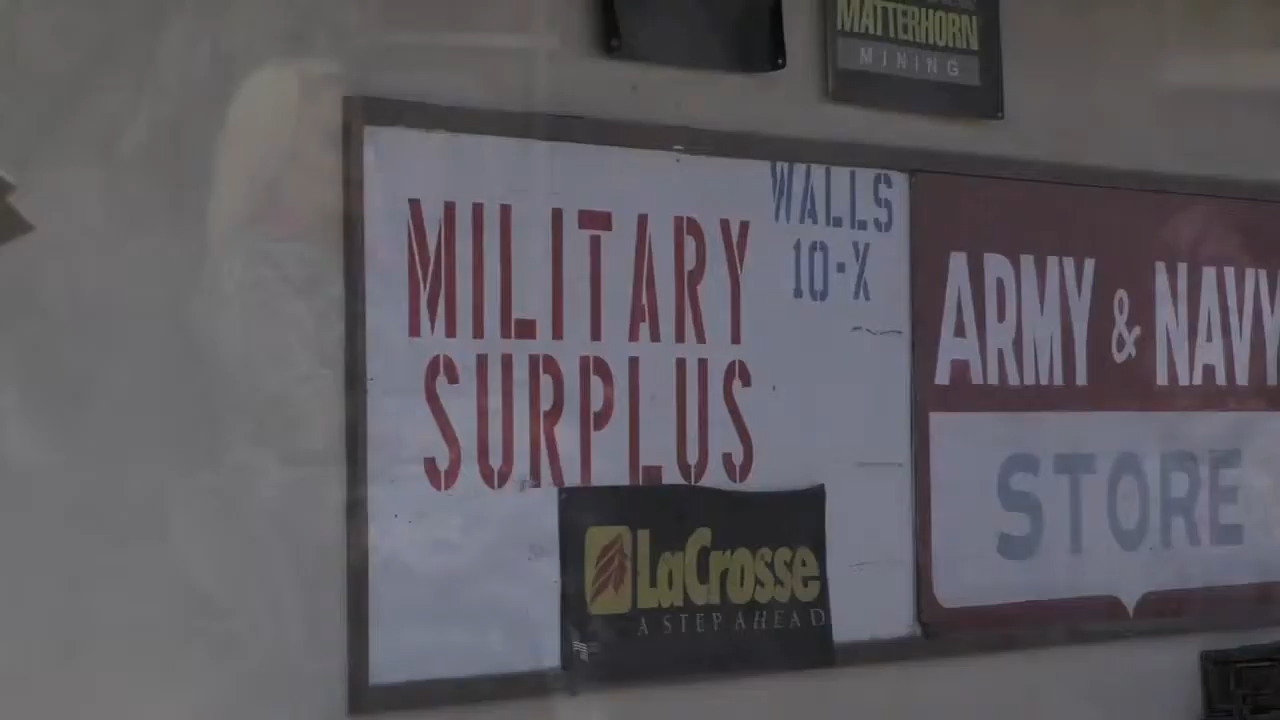 MATTERHORN
MINING
MILITARY
SURPLUS
WALLS
10-X
ARMY & NAVY
STORE
LaCrosse
A STEP AHEAD